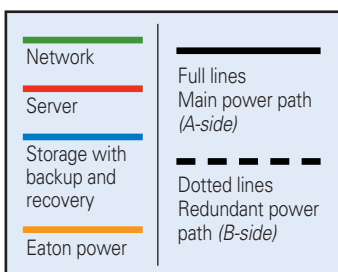 Network
Server
Storage with
backup and
recovery
Eaton power
Full lines
Main power path
(A-side)
Dotted lines
Redundant power
path (B-side)